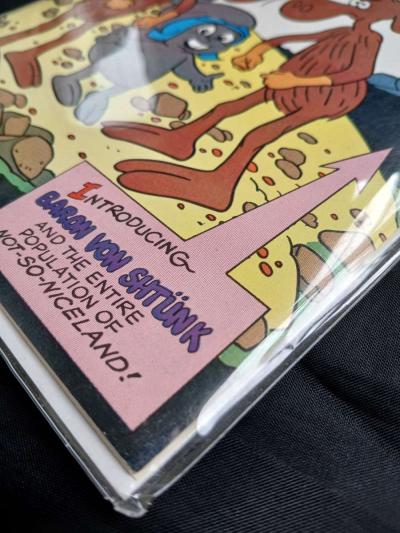 INTRODUCING
BARON VON SHTÜNK
AND THE ENTIRE
POPULATION OF
NOT-SO-NICELAND!